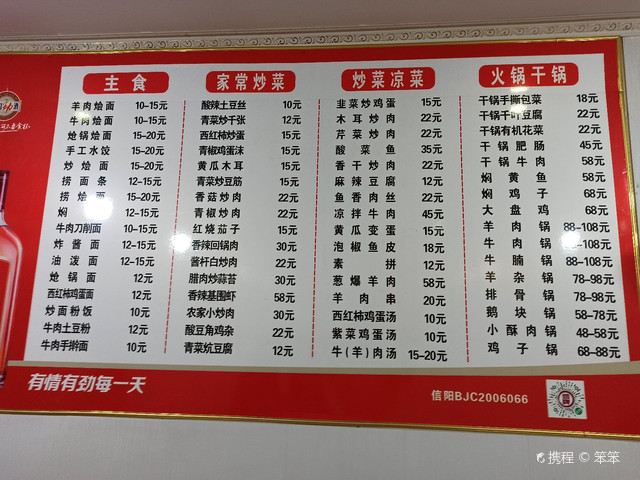 主食
羊肉烩面 10-15元
牛肉烩面 10-15元
炝锅烩面 15-20元
手工水饺 15-20元
炒烩面 15-20元
捞面条 12-15元
捞烩面 15-20元
焖 12-15元
牛肉刀削面 10-15元
炸酱面 12-15元
油泼面 12-15元
炝锅面 12元
西红柿鸡蛋面 12元
炒面粉饭 10元
牛肉土豆粉 12元
牛肉手擀面 10元
家常炒菜
酸辣土豆丝 10元
青菜炒千张 12元
西红柿炒蛋 15元
青椒鸡蛋沫 15元
黄瓜木耳 15元
青菜炒豆筋 15元
香菇炒肉 22元
青椒炒肉 22元
红烧茄子 15元
香辣回锅肉 30元
酱杆白炒肉 22元
腊肉炒蒜苔 30元
香辣基围虾 58元
农家小炒肉 30元
酸豆角鸡杂 22元
青菜炕豆腐 12元
炒菜凉菜
韭菜炒鸡蛋 15元
木耳炒肉 22元
芹菜炒肉 22元
酸菜鱼 35元
香干炒肉 22元
麻辣豆腐 12元
鱼香肉丝 22元
凉拌牛肉 45元
黄瓜变蛋 15元
泡椒鱼皮 18元
素拼 12元
葱爆羊肉 58元
羊肉串 20元
西红柿鸡蛋汤 10元
紫菜鸡蛋汤 10元
牛(羊)肉汤 15-20元
火锅干锅
干锅手撕包菜 18元
干锅千叶豆腐 22元
干锅有机花菜 22元
干锅肥肠 45元
干锅牛肉 58元
焖黄鱼 58元
焖鸡子 68元
大盘鸡 68元
羊肉锅 88-108元
牛肉锅 88-108元
牛腩锅 88-108元
羊杂锅 78-98元
排骨锅 78-98元
鹅块锅 58-78元
小酥肉锅 48-58元
鸡子锅 68-88元
有情有劲每一天
信阳BJC2006066
携程 © 笨笨